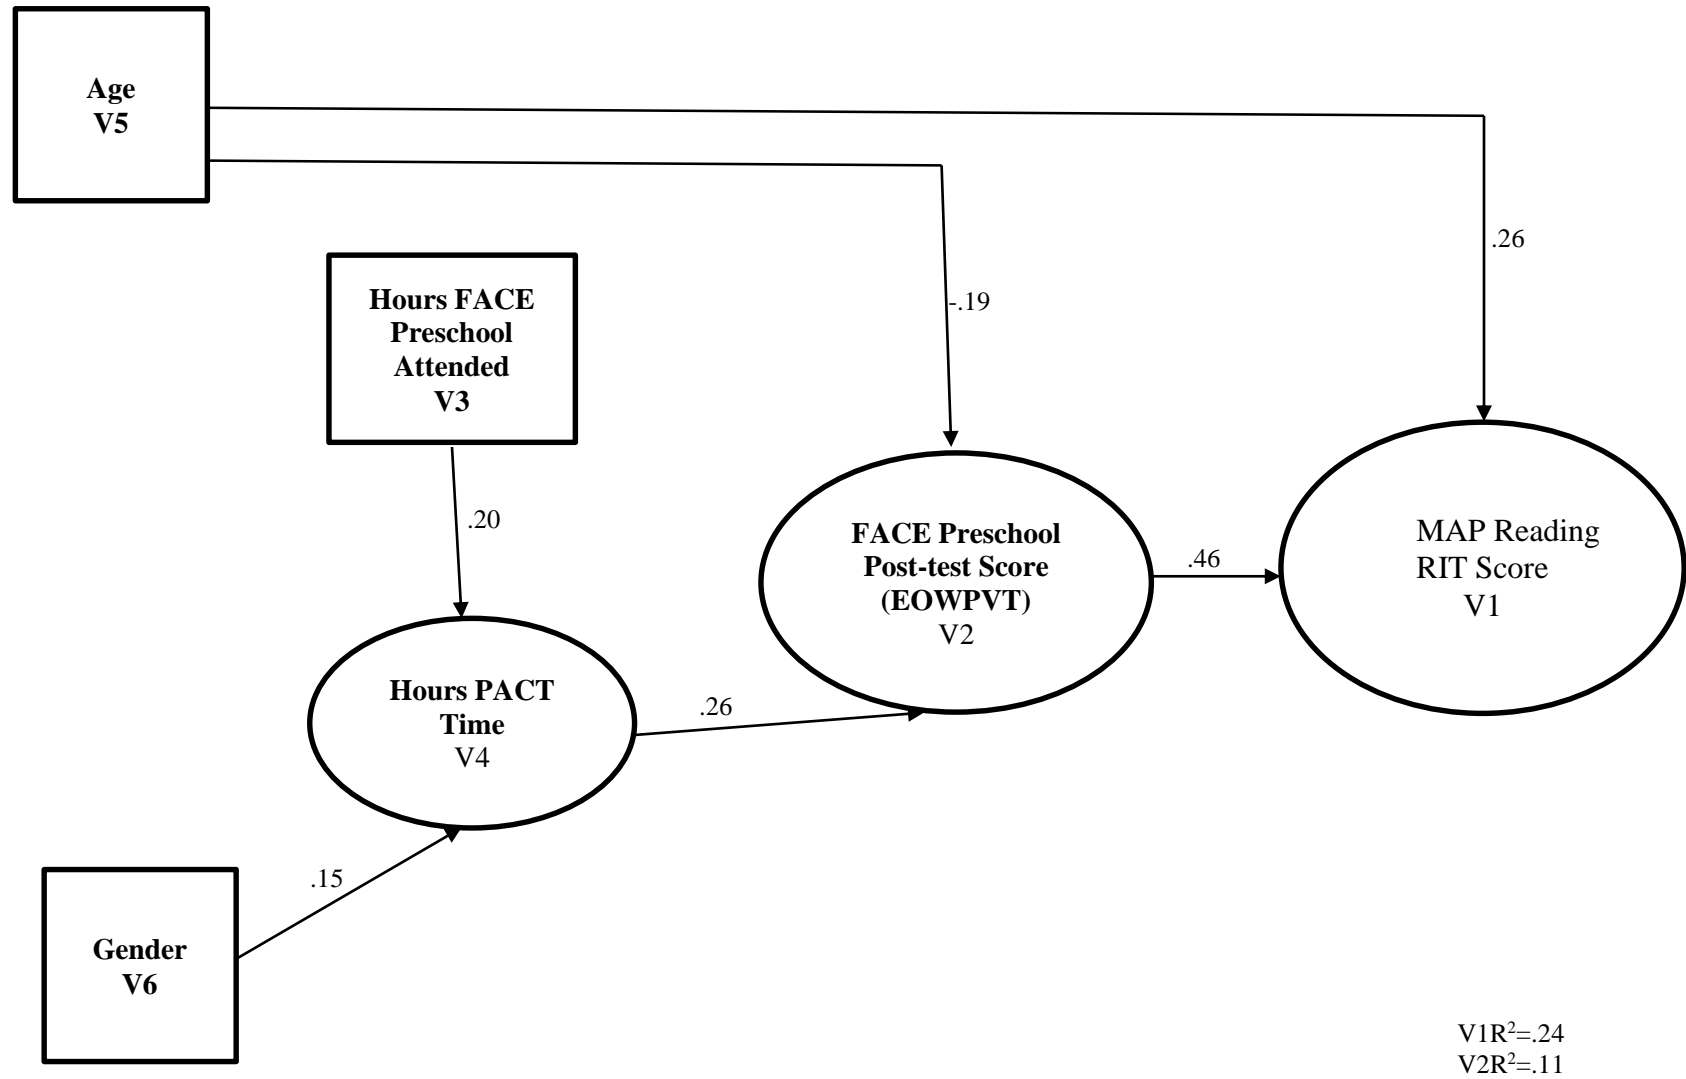 Age
V5
.26
Hours FACE
Preschool
Attended
V3
-.19
.20
FACE Preschool
Post-test Score
(EOWPVT)
V2
.46
MAP Reading
RIT Score
V1
Hours PACT
Time
V4
.26
.15
Gender
V6
V1R²=.24
V2R²=.11